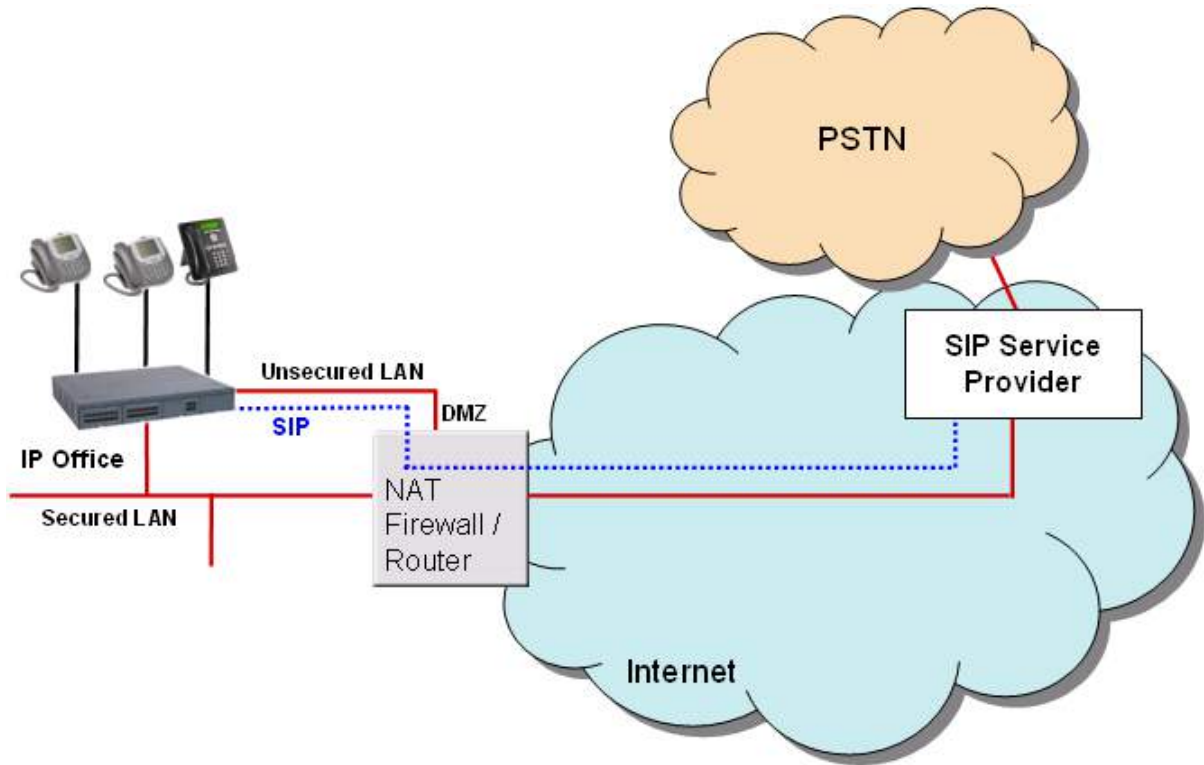 PSTN
SIP Service
Provider
Unsecured LAN
DMZ
SIP
IP Office
NAT
Firewall /
Router
Secured LAN
Internet